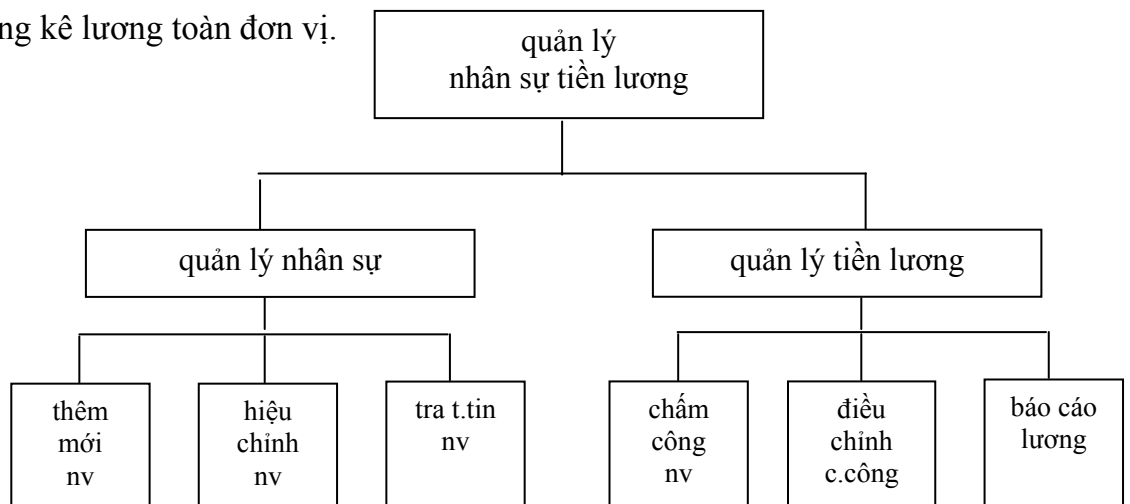 ng kê lương toàn đơn vị.
quản lý
nhân sự tiền lương
quản lý nhân sự
quản lý tiền lương
thêm
mới
nv
hiệu
chỉnh
nv
tra t.tin
nv
chấm
công
nv
điều
chỉnh
c.công
báo cáo
lương